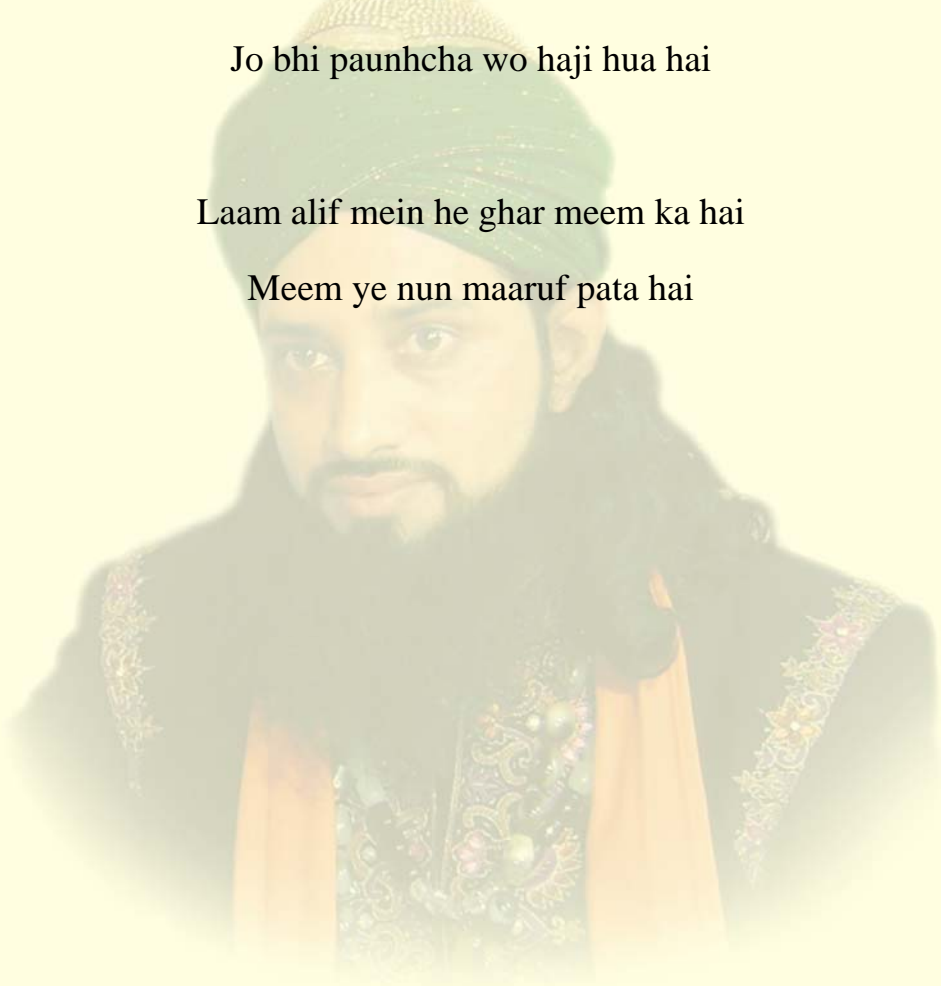 Jo bhi paunhcha wo haji hua hai
Laam alif mein he ghar meem ka hai
Meem ye nun maaruf pata hai